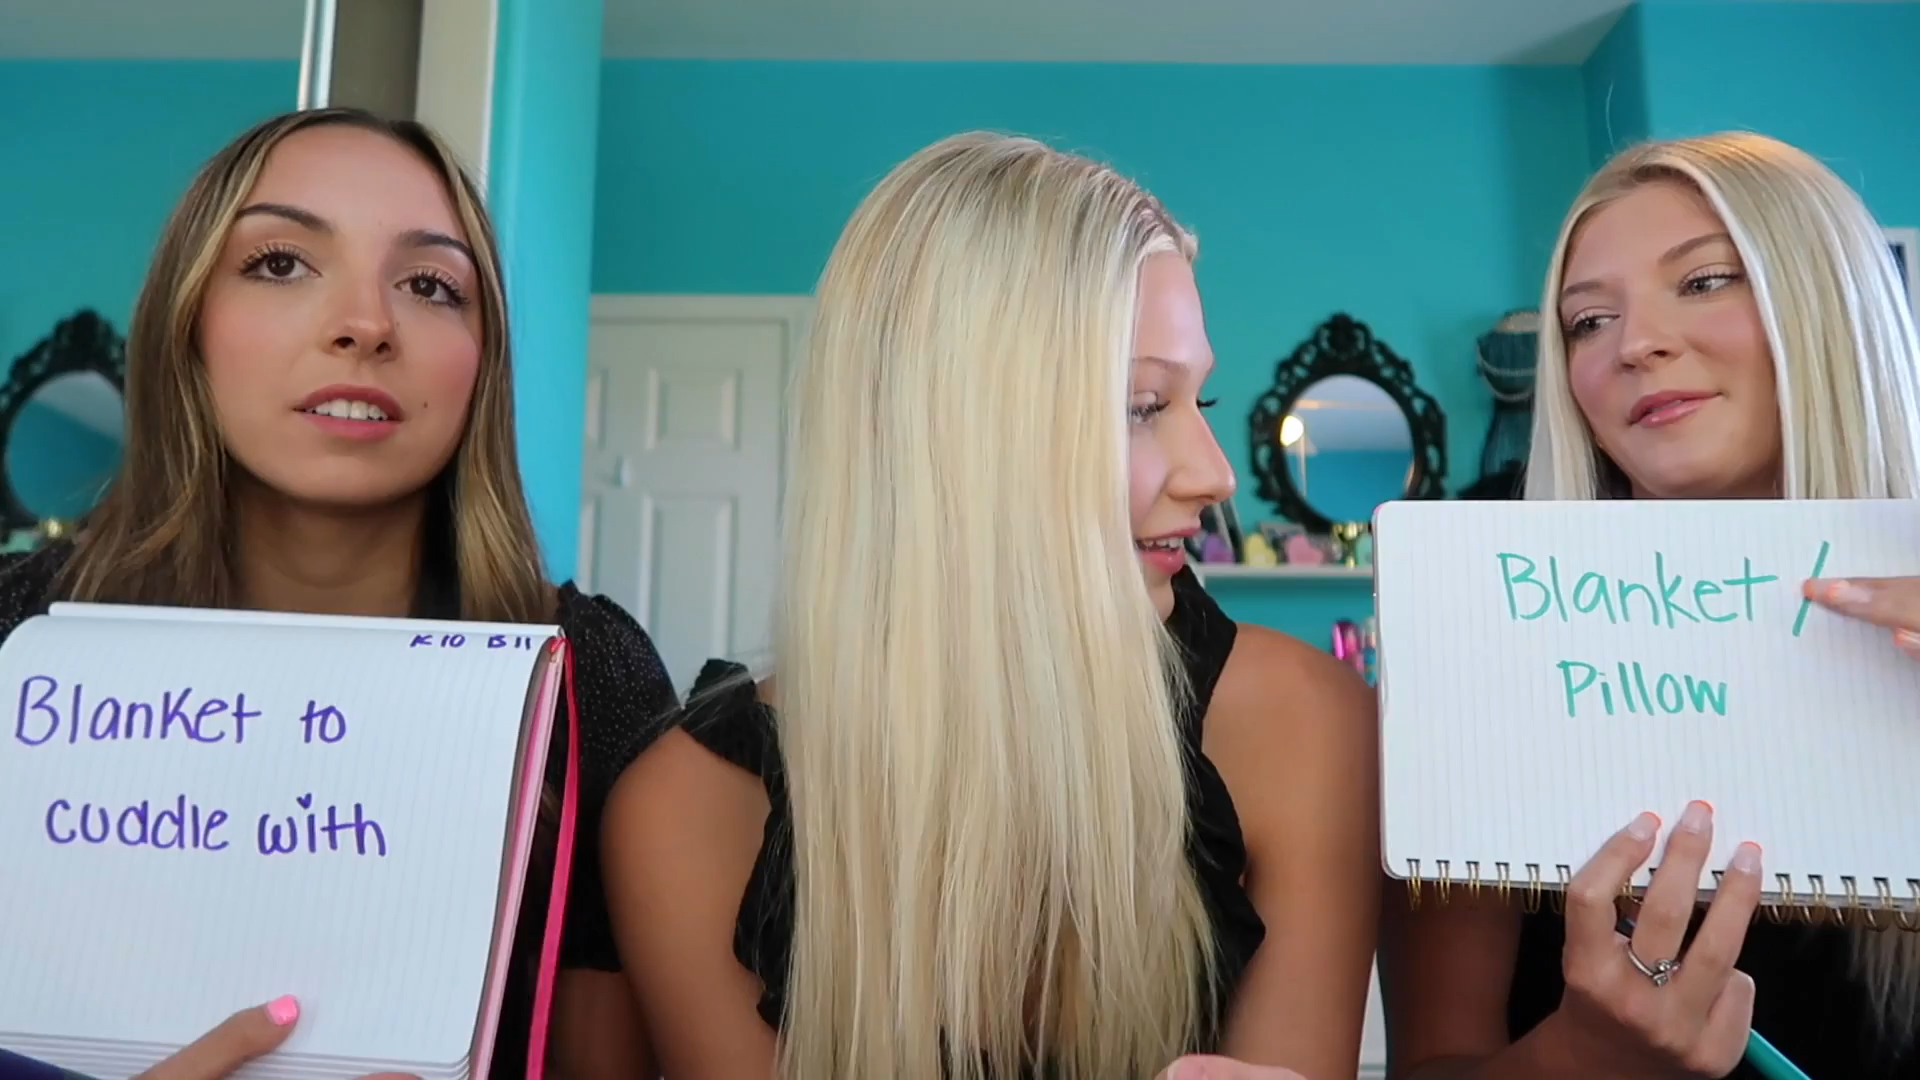 K10 B11
Blanket to
cuddle with
Blanket /
Pillow